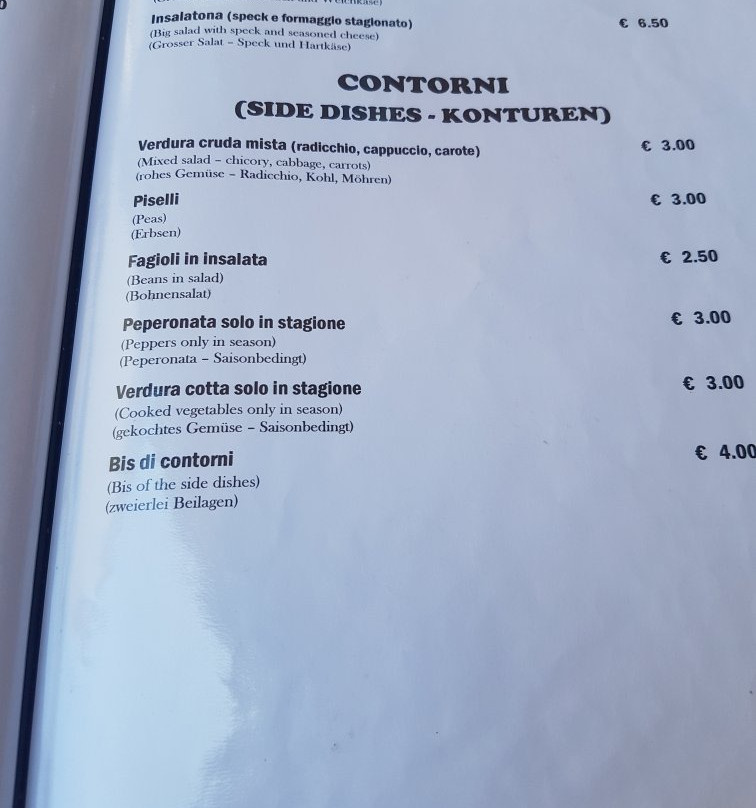 Insalatona (speck e formaggio stagionato) € 6.50
(Big salad with speck and seasoned cheese)
(Grosser Salat – Speck und Hartkäse)
CONTORNI
(SIDE DISHES - KONTUREN)
Verdura cruda mista (radicchio, cappuccio, carote) € 3.00
(Mixed salad – chicory, cabbage, carrots)
(rohes Gemüse – Radicchio, Kohl, Möhren)
Piselli € 3.00
(Peas)
(Erbsen)
Fagioli in insalata € 2.50
(Beans in salad)
(Bohnensalat)
Peperonata solo in stagione € 3.00
(Peppers only in season)
(Peperonata – Saisonbedingt)
Verdura cotta solo in stagione € 3.00
(Cooked vegetables only in season)
(gekochtes Gemüse – Saisonbedingt)
Bis di contorni € 4.00
(Bis of the side dishes)
(zweierlei Beilagen)